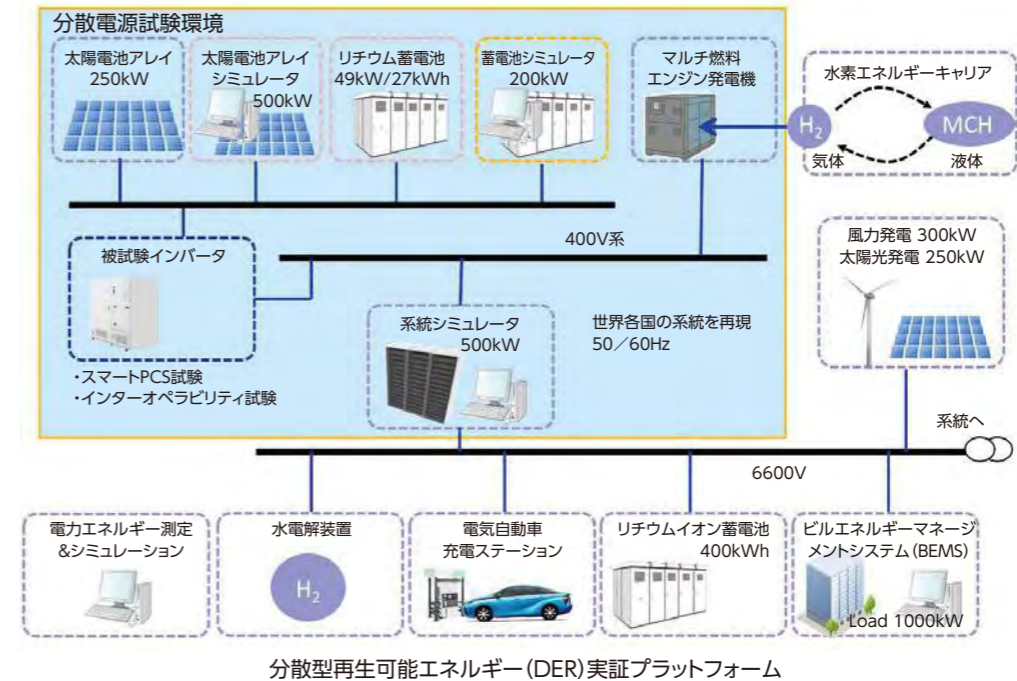 分散電源試験環境
太陽電池アレイ
250kW
太陽電池アレイ
シミュレータ
500kW
リチウム蓄電池
49kW/27kWh
蓄電池シミュレータ
200kW
マルチ燃料
エンジン発電機
水素エネルギーキャリア
H₂
MCH
気体
液体
被試験インバータ
400V系
風力発電 300kW
太陽光発電 250kW
系統シミュレータ
500kW
世界各国の系統を再現
50／60Hz
・スマートPCS試験
・インターオペラビリティ試験
系統へ
6600V
電力エネルギー測定
&シミュレーション
水電解装置
H₂
電気自動車
充電ステーション
リチウムイオン蓄電池
400kWh
ビルエネルギーマネージ
メントシステム(BEMS)
Load 1000kW
分散型再生可能エネルギー(DER)実証プラットフォーム